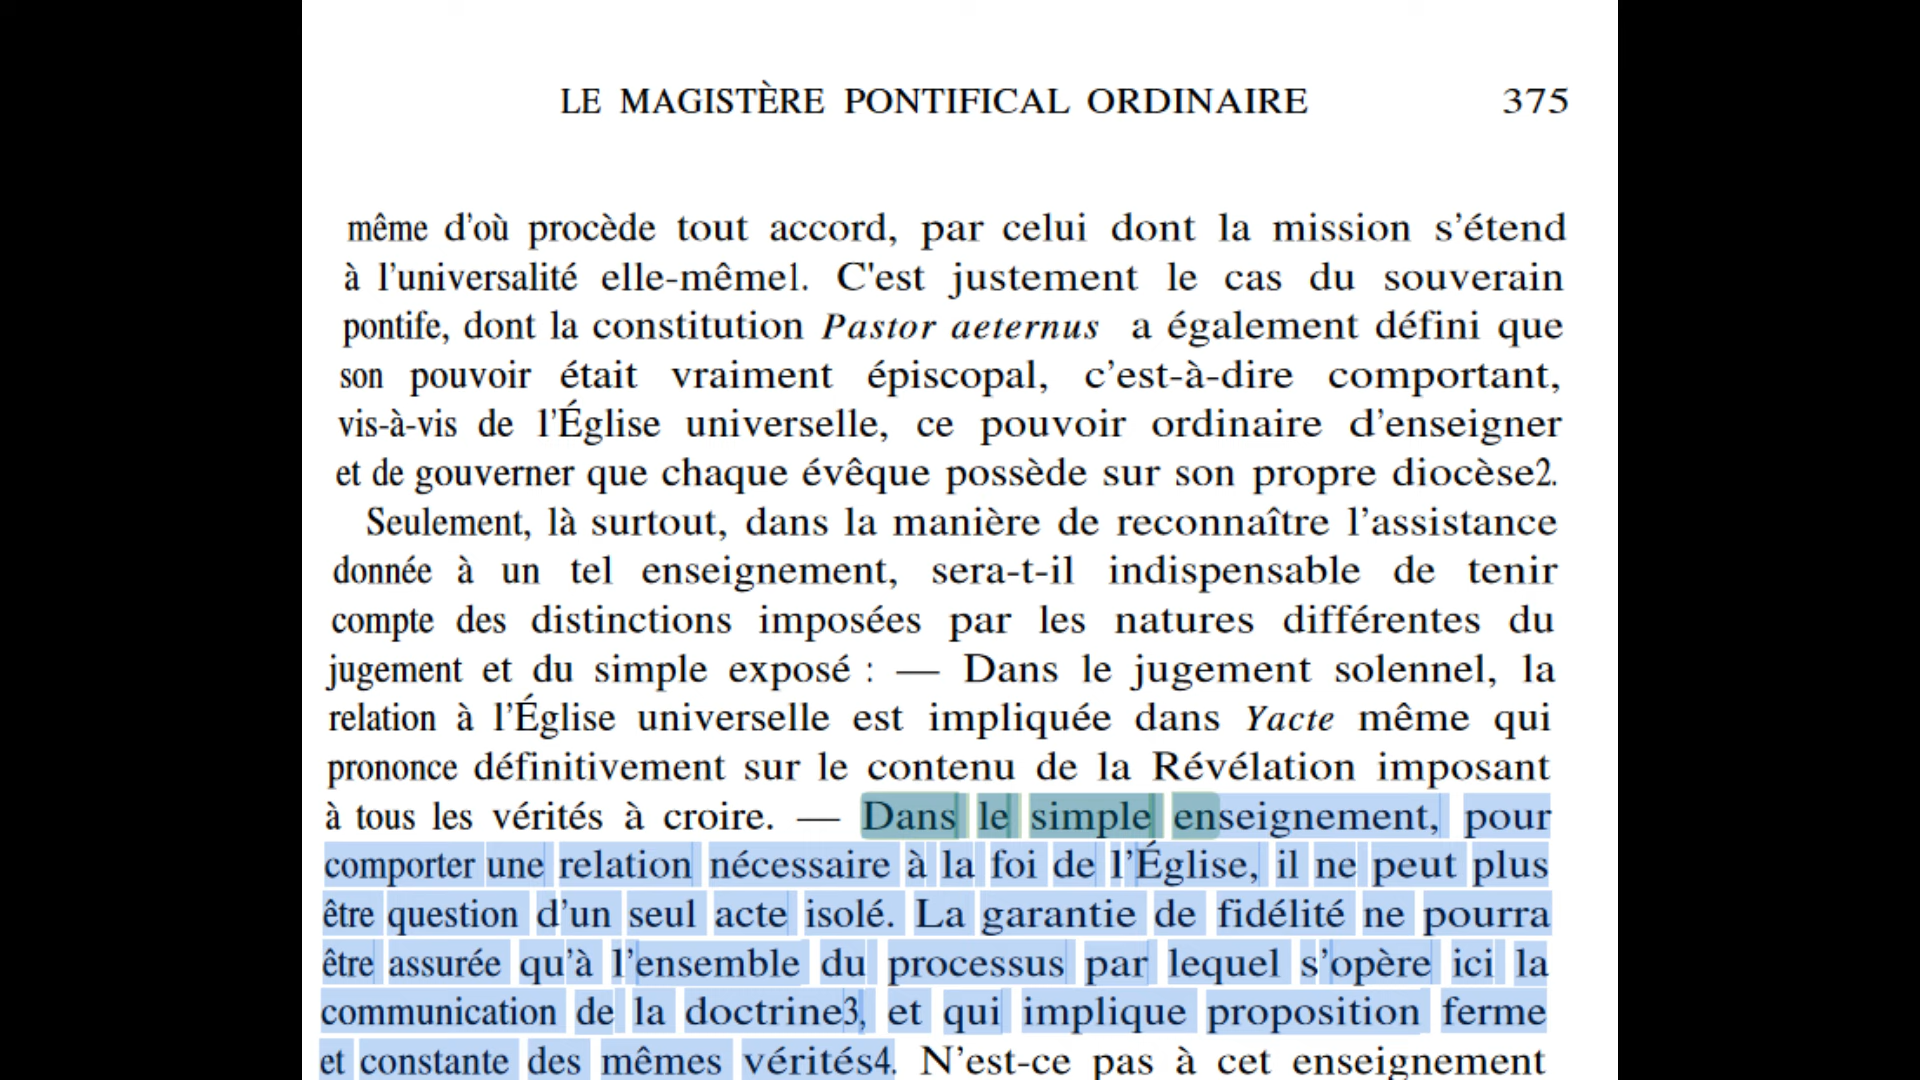 LE MAGISTÈRE PONTIFICAL ORDINAIRE 375
même d'où procède tout accord, par celui dont la mission s'étend
à l'universalité elle-même1. C'est justement le cas du souverain
pontife, dont la constitution Pastor aeternus a également défini que
son pouvoir était vraiment épiscopal, c'est-à-dire comportant,
vis-à-vis de l'Église universelle, ce pouvoir ordinaire d'enseigner
et de gouverner que chaque évêque possède sur son propre diocèse2.
Seulement, là surtout, dans la manière de reconnaître l'assistance
donnée à un tel enseignement, sera-t-il indispensable de tenir
compte des distinctions imposées par les natures différentes du
jugement et du simple exposé : — Dans le jugement solennel, la
relation à l'Église universelle est impliquée dans Yacte même qui
prononce définitivement sur le contenu de la Révélation imposant
à tous les vérités à croire. — Dans le simple enseignement, pour
comporter une relation nécessaire à la foi de l'Église, il ne peut plus
être question d'un seul acte isolé. La garantie de fidélité ne pourra
être assurée qu'à l'ensemble du processus par lequel s'opère ici la
communication de la doctrine3, et qui implique proposition ferme
et constante des mêmes vérités4. N'est-ce pas à cet enseignement